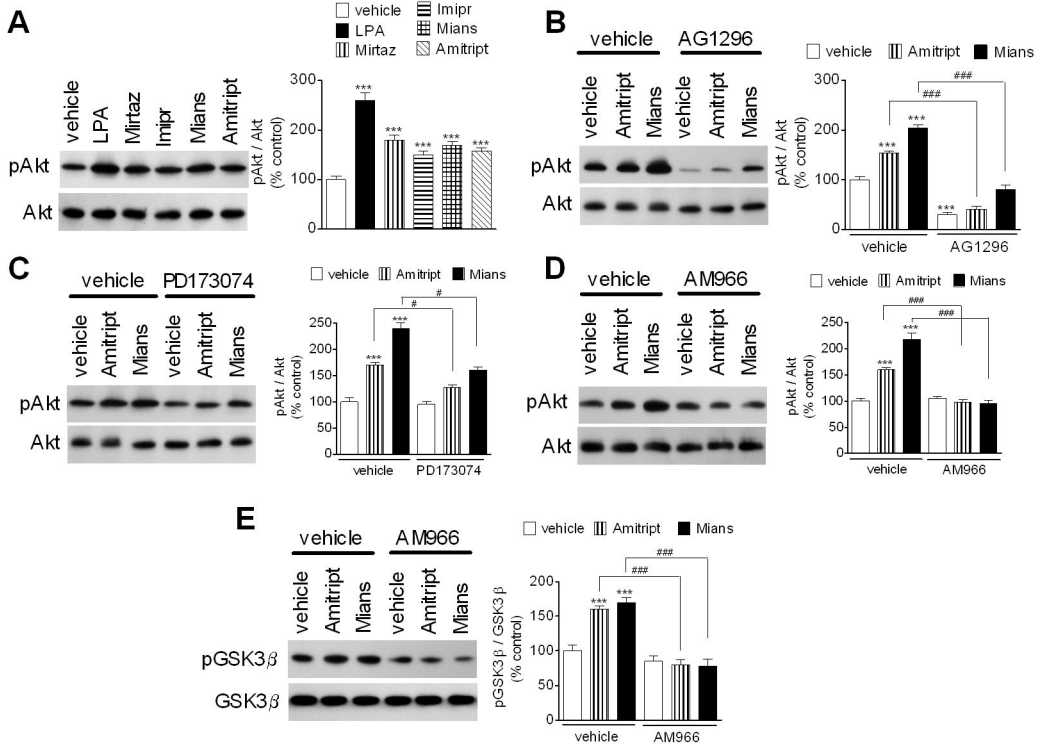 A
vehicle
LPA
Mirtaz
Imipr
Mians
Amitript
vehicle
LPA
Mirtaz
Imipr
Mians
Amitript
pAkt
Akt
pAkt / Akt
(% control)
300
200
100
0
***
***
***
***
***
B
vehicle AG1296
vehicle
Amitript
Mians
vehicle
Amitript
Mians
pAkt
Akt
vehicle Amitript Mians
pAkt / Akt
(% control)
300
200
100
0
###
###
***
***
***
vehicle AG1296
C
vehicle PD173074
vehicle
Amitript
Mians
vehicle
Amitript
Mians
pAkt
Akt
vehicle Amitript Mians
pAkt / Akt
(% control)
250
200
150
100
50
0
#
#
***
***
vehicle PD173074
D
vehicle AM966
vehicle
Amitript
Mians
vehicle
Amitript
Mians
pAkt
Akt
vehicle Amitript Mians
pAkt / Akt
(% control)
250
200
150
100
50
0
###
###
***
***
vehicle AM966
E
vehicle AM966
vehicle
Amitript
Mians
vehicle
Amitript
Mians
pGSK3β
GSK3β
vehicle Amitript Mians
pGSK3β / GSK3β
(% control)
200
150
100
50
0
###
###
***
***
vehicle AM966